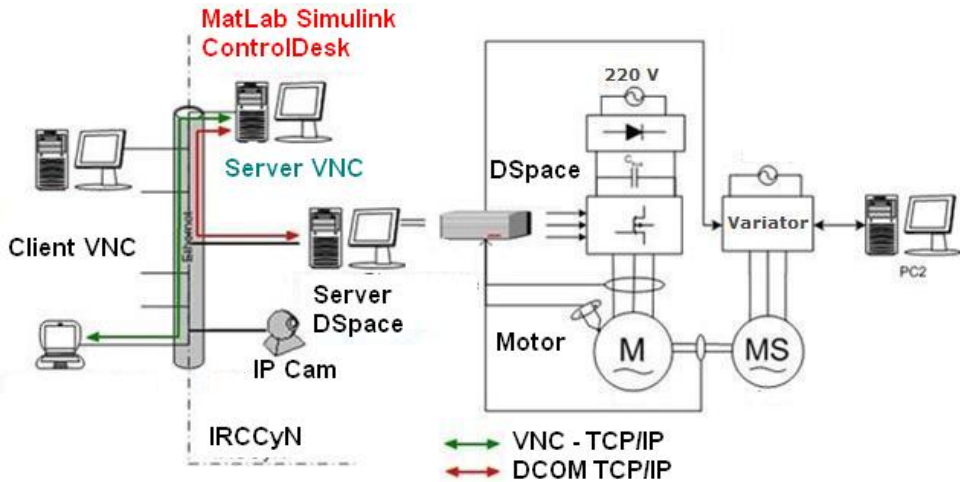 MatLab Simulink
ControlDesk
220 V
Server VNC
DSpace
Ethernet
Client VNC
Variator
PC2
Server
DSpace
Motor
M
MS
IP Cam
IRCCyN
VNC - TCP/IP
DCOM TCP/IP